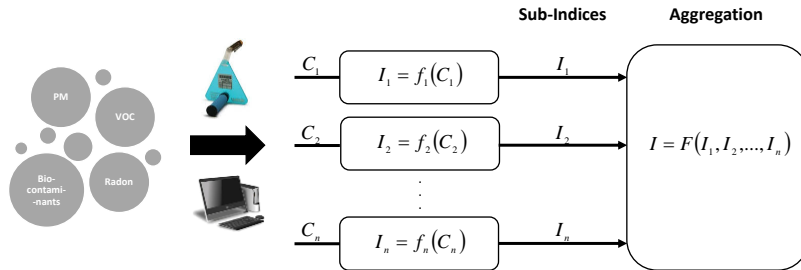 Sub-Indices Aggregation
PM
VOC
Bio-
contami-
-nants
Radon
C₁ I₁ = f₁(C₁) I₁
C₂ I₂ = f₂(C₂) I₂
.
.
.
Cₙ Iₙ = fₙ(Cₙ) Iₙ
I = F(I₁, I₂,..., Iₙ)